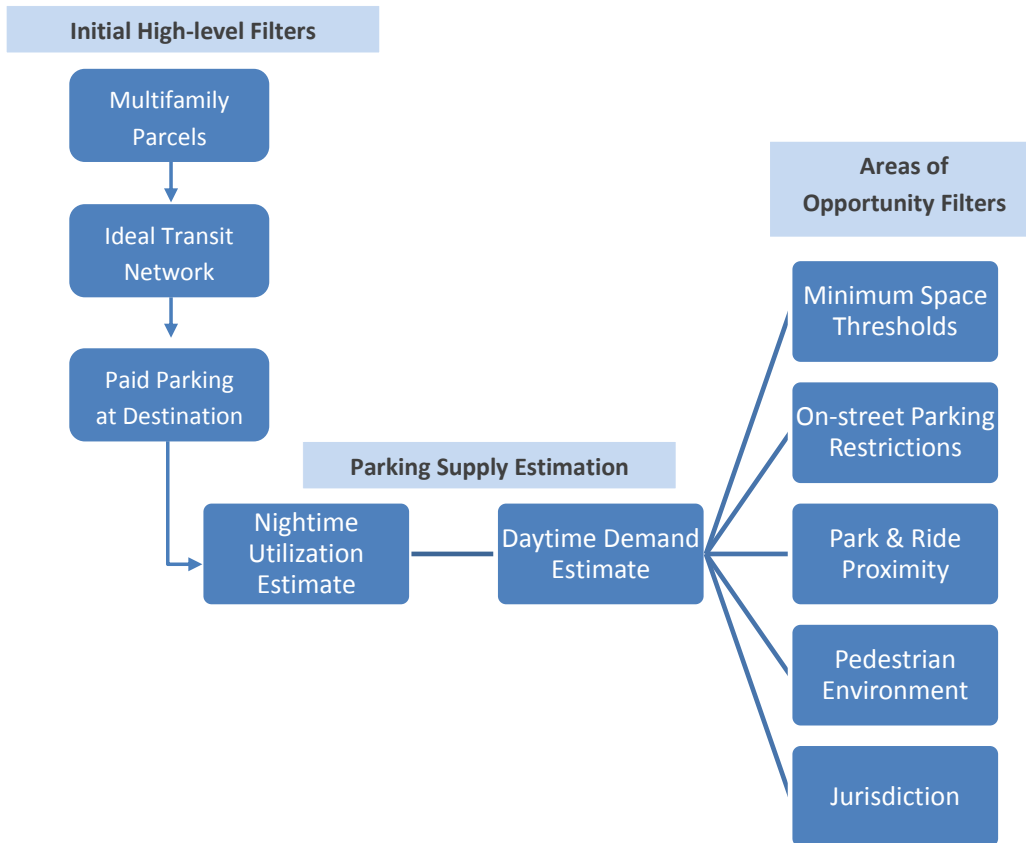 Initial High-level Filters
Multifamily
Parcels
Ideal Transit
Network
Paid Parking
at Destination
Parking Supply Estimation
Nightime
Utilization
Estimate
Daytime Demand
Estimate
Areas of
Opportunity Filters
Minimum Space
Thresholds
On-street Parking
Restrictions
Park & Ride
Proximity
Pedestrian
Environment
Jurisdiction